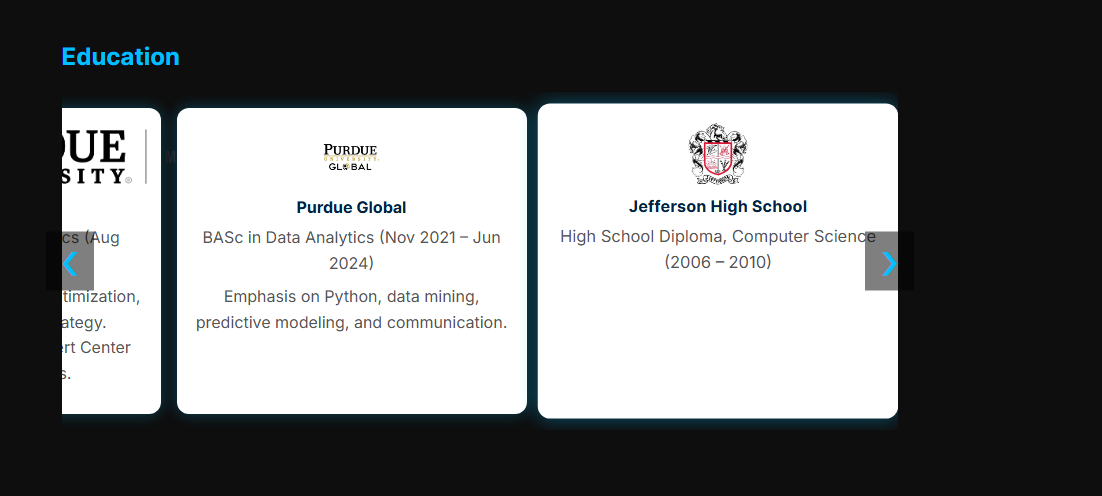 Education
DUE
SITY®
cs (Aug
timization,
ategy.
ert Center
s.
PURDUE
UNIVERSITY.
GLOBAL
Purdue Global
BASc in Data Analytics (Nov 2021 – Jun
2024)
Emphasis on Python, data mining,
predictive modeling, and communication.
Jefferson High School
High School Diploma, Computer Science
(2006 – 2010)